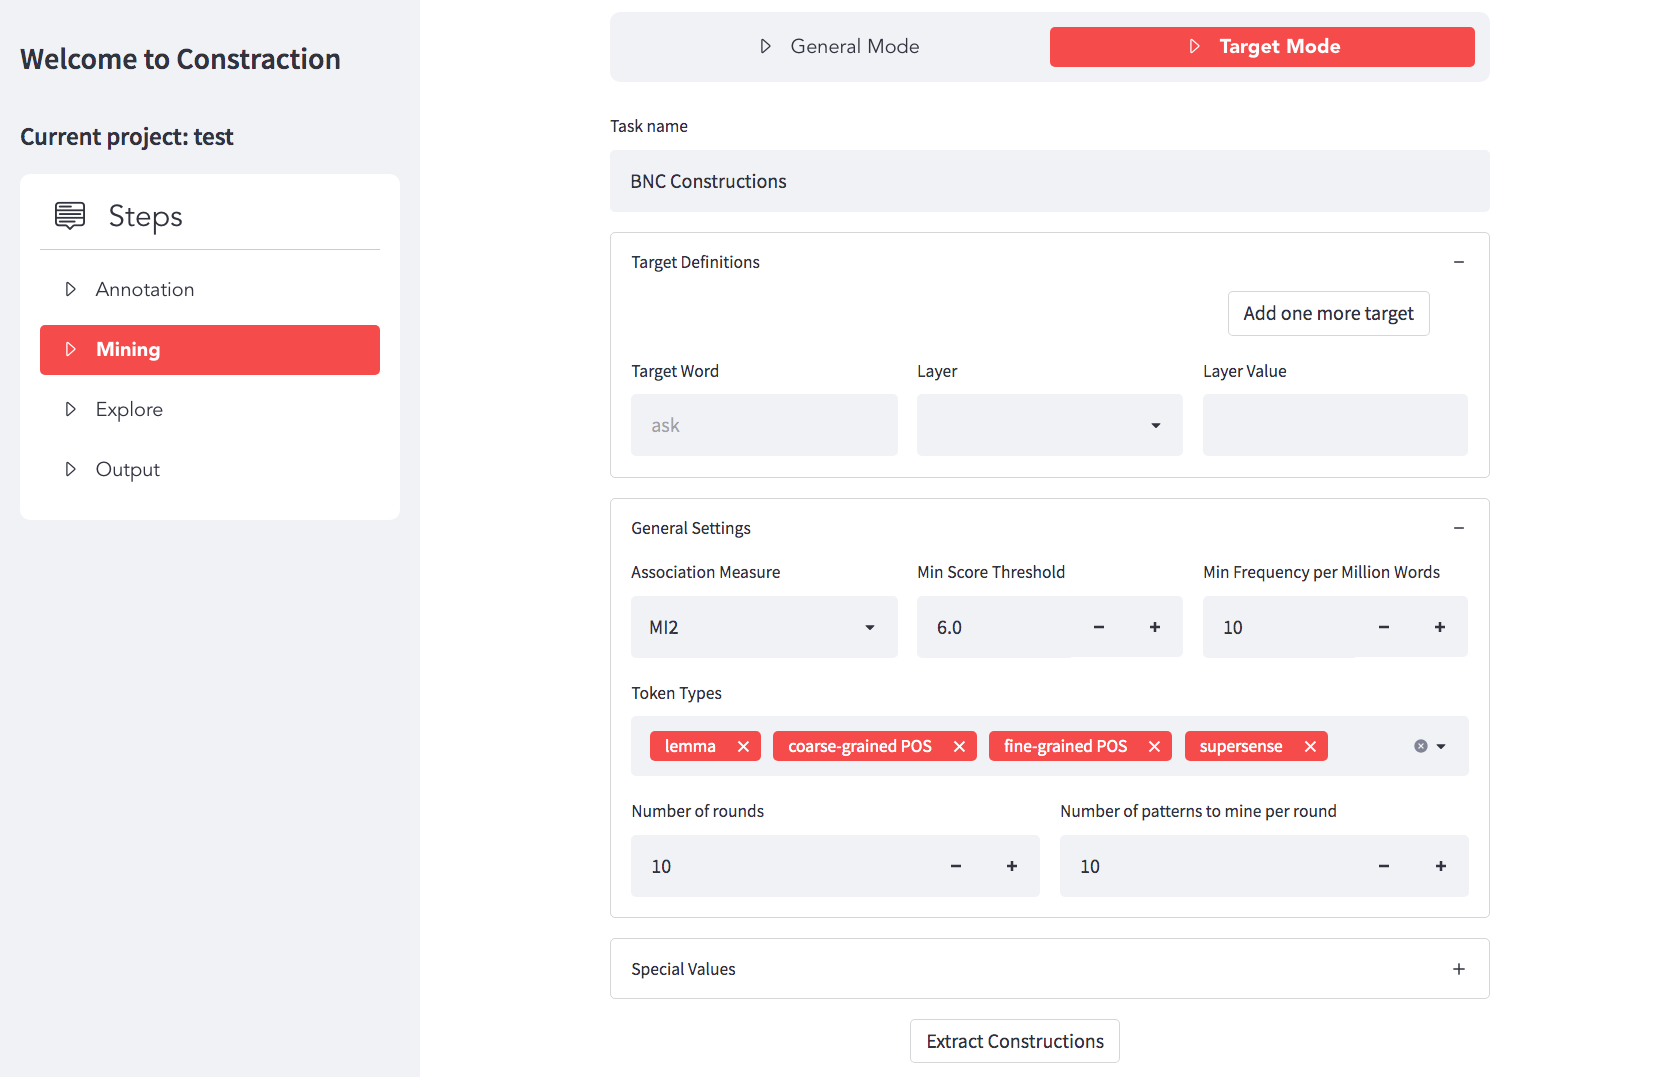 Welcome to Constraction
Current project: test
Steps
Annotation
Mining
Explore
Output
General Mode
Target Mode
Task name
BNC Constructions
Target Definitions
Add one more target
Target Word
Layer
Layer Value
ask
General Settings
Association Measure
Min Score Threshold
Min Frequency per Million Words
MI2
6.0
10
Token Types
lemma
coarse-grained POS
fine-grained POS
supersense
Number of rounds
Number of patterns to mine per round
10
10
Special Values
Extract Constructions